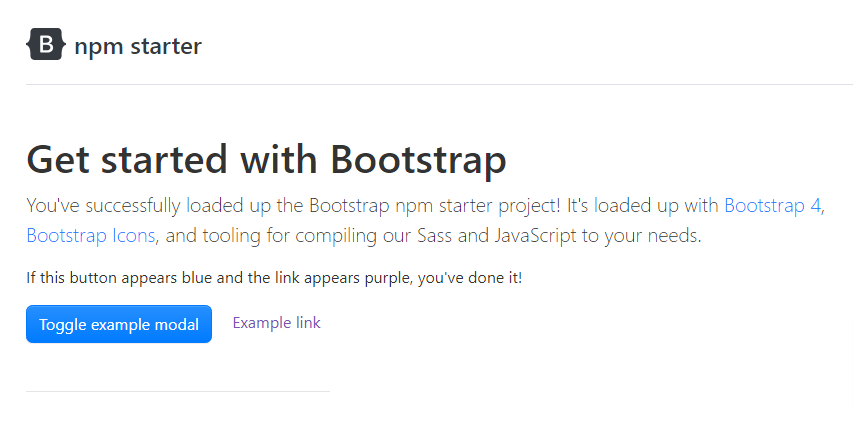 B npm starter
Get started with Bootstrap
You've successfully loaded up the Bootstrap npm starter project! It's loaded up with Bootstrap 4,
Bootstrap Icons, and tooling for compiling our Sass and JavaScript to your needs.
If this button appears blue and the link appears purple, you've done it!
Toggle example modal Example link